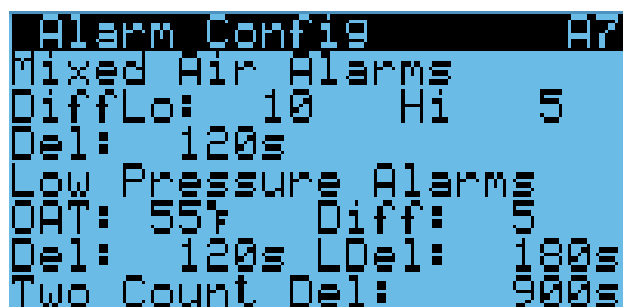 Alarm Config A7
Mixed Air Alarms
DiffLo: 10 Hi 5
Del: 120s
Low Pressure Alarms
OAT: 55°F Diff: 5
Del: 120s LDel: 180s
Two Count Del: 900s